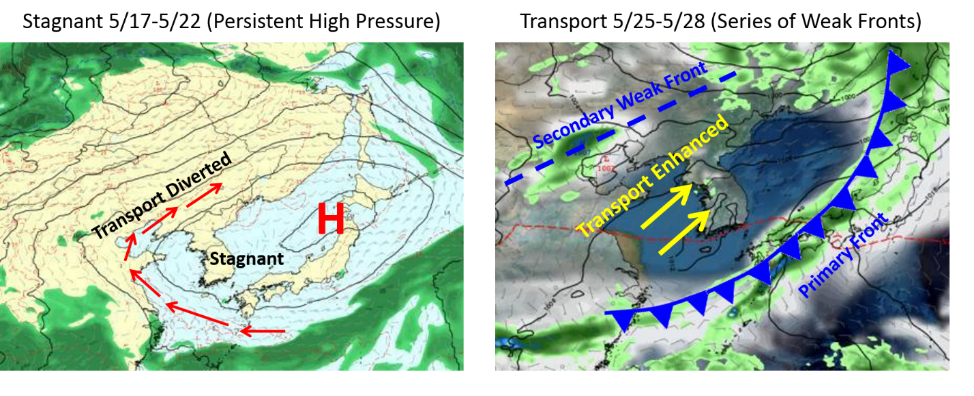 Stagnant 5/17-5/22 (Persistent High Pressure)
Transport Diverted
H
Stagnant
Transport 5/25-5/28 (Series of Weak Fronts)
Secondary Weak Front
Transport Enhanced
L
Primary Front